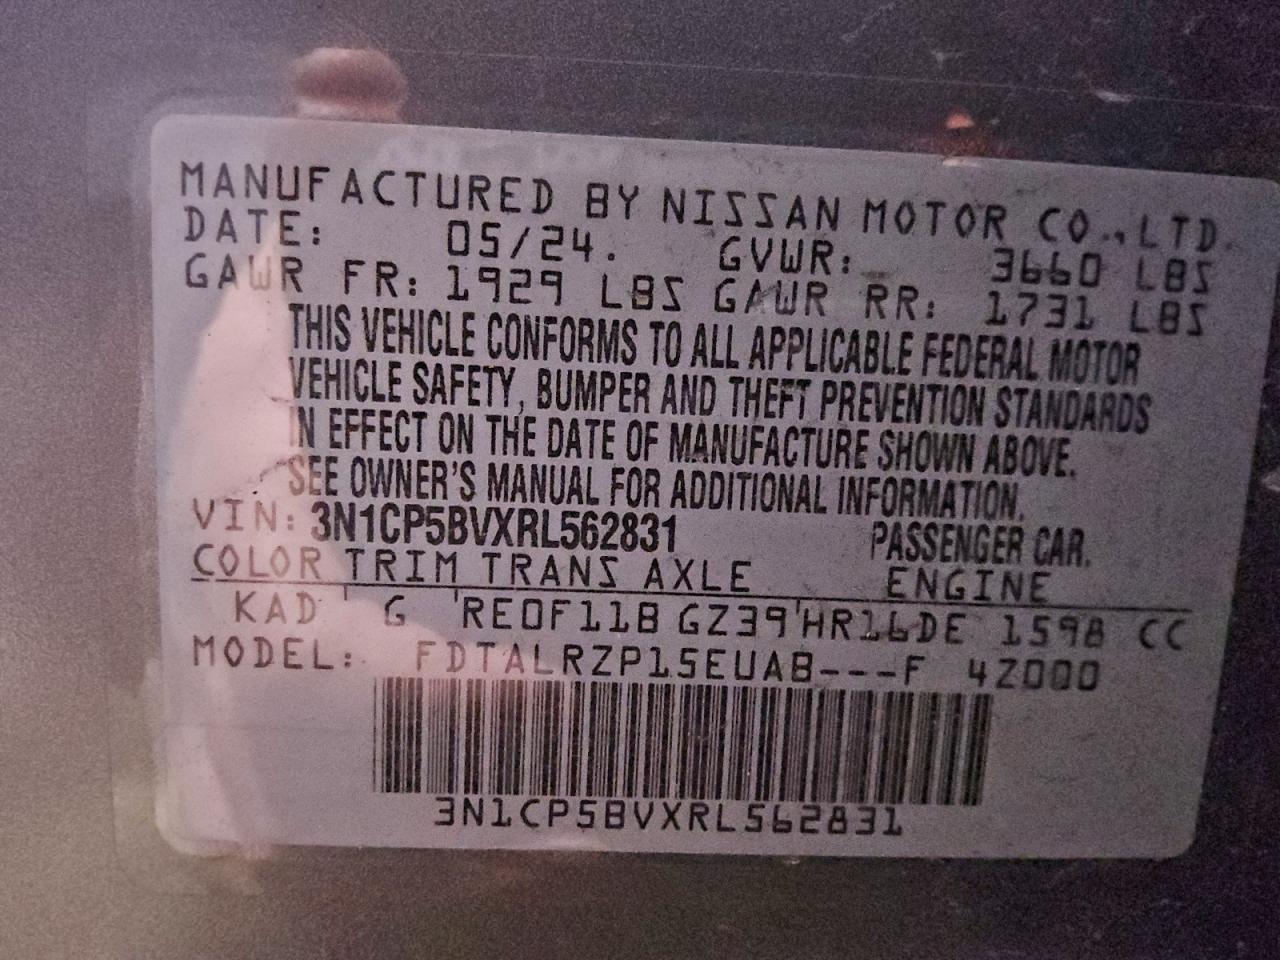 MANUFACTURED BY NISSAN MOTOR CO.,LTD.
DATE: 05/24. GVWR: 3660 LBS
GAWR FR: 1929 LBS GAWR RR: 1731 LBS
THIS VEHICLE CONFORMS TO ALL APPLICABLE FEDERAL MOTOR
VEHICLE SAFETY, BUMPER AND THEFT PREVENTION STANDARDS
IN EFFECT ON THE DATE OF MANUFACTURE SHOWN ABOVE.
SEE OWNER'S MANUAL FOR ADDITIONAL INFORMATION.
VIN: 3N1CP5BVXRL562831 PASSENGER CAR.
COLOR TRIM TRANS AXLE ENGINE
KAD ' G 'RE0F11B GZ39'HR16DE 1598 CC
MODEL: FDTALRZP15EUAB---F 4Z000
3N1CP5BVXRL562831